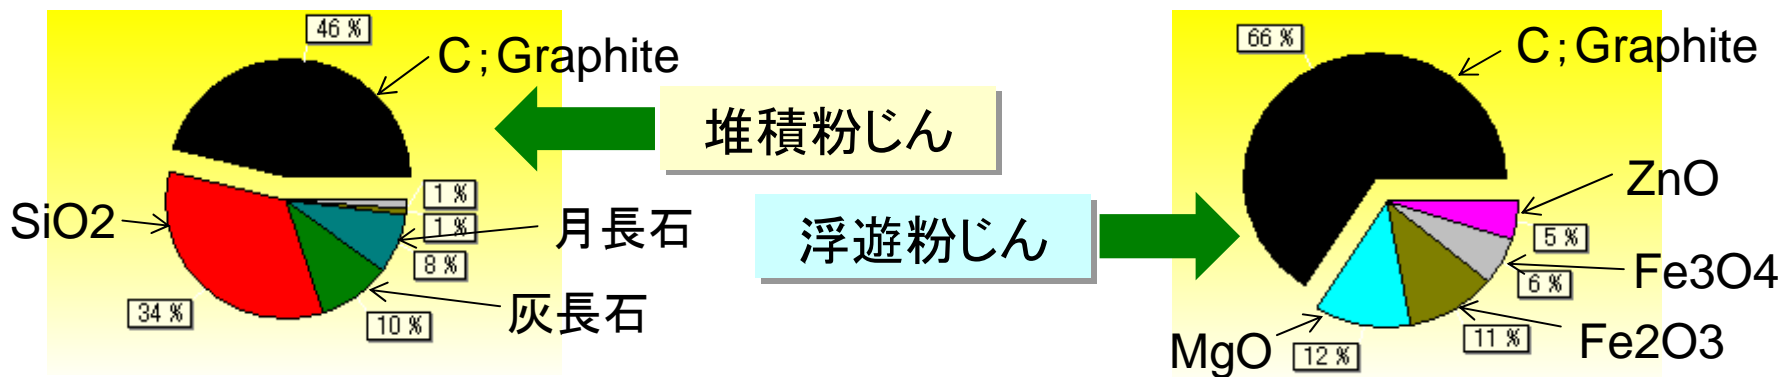 46 %
C;Graphite
堆積粉じん
1 %
1 %
SiO2
月長石
8 %
灰長石
34 %
10 %
66 %
C;Graphite
浮遊粉じん
ZnO
5 %
Fe3O4
6 %
Fe2O3
11 %
MgO
12 %